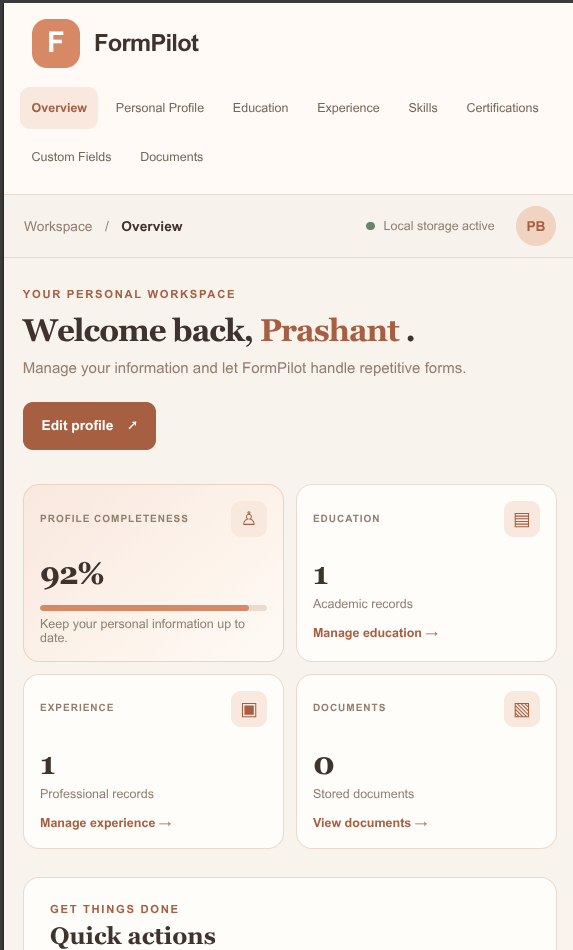 F FormPilot
Overview Personal Profile Education Experience Skills Certifications
Custom Fields Documents
Workspace / Overview Local storage active PB
YOUR PERSONAL WORKSPACE
Welcome back, Prashant .
Manage your information and let FormPilot handle repetitive forms.
Edit profile ↗
PROFILE COMPLETENESS
92%
Keep your personal information up to
date.
EDUCATION
1
Academic records
Manage education →
EXPERIENCE
1
Professional records
Manage experience →
DOCUMENTS
0
Stored documents
View documents →
GET THINGS DONE
Quick actions